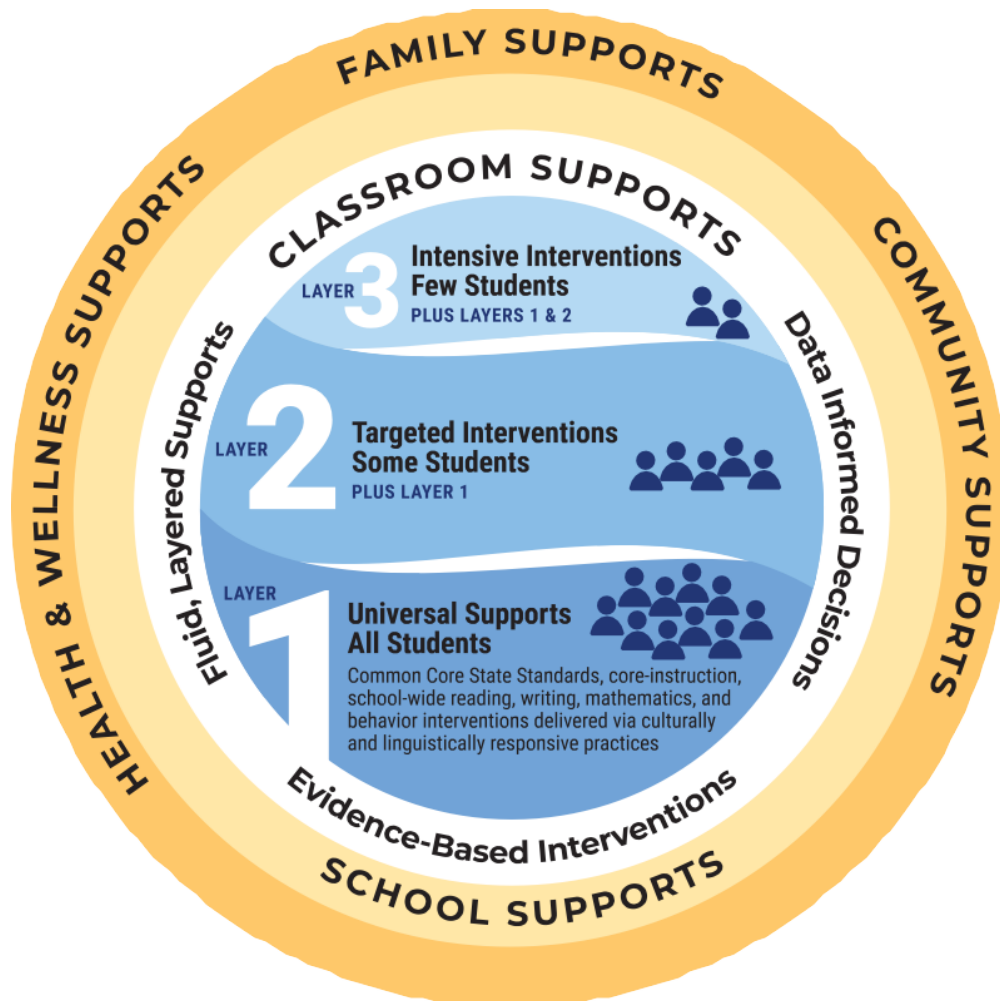 FAMILY SUPPORTS
HEALTH & WELLNESS SUPPORTS
COMMUNITY SUPPORTS
CLASSROOM SUPPORTS
Fluid, Layered Supports
Data Informed Decisions
LAYER 3
Intensive Interventions
Few Students
PLUS LAYERS 1 & 2
LAYER 2
Targeted Interventions
Some Students
PLUS LAYER 1
LAYER 1
Universal Supports
All Students
Common Core State Standards, core-instruction,
school-wide reading, writing, mathematics, and
behavior interventions delivered via culturally
and linguistically responsive practices
Evidence-Based Interventions
SCHOOL SUPPORTS